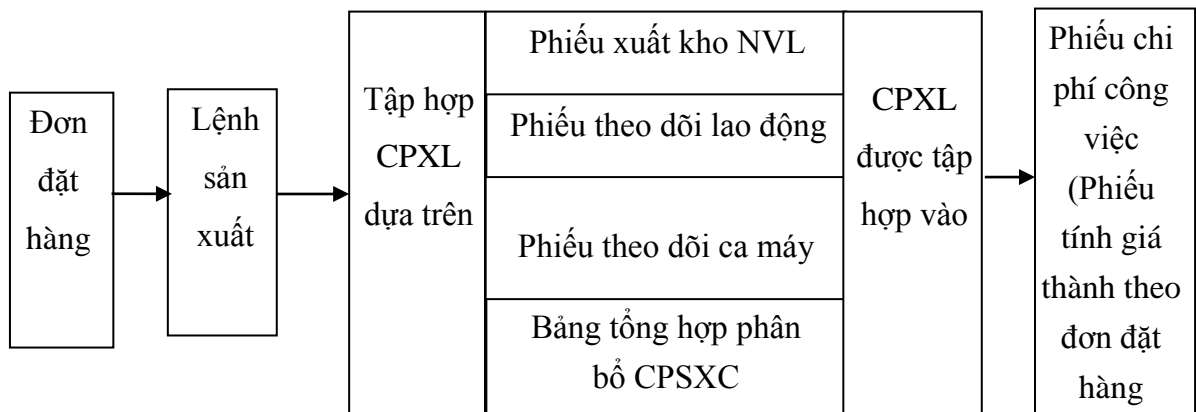 Đơn
đặt
hàng
Lệnh
sản
xuất
Tập hợp
CPXL
dựa trên
Phiếu xuất kho NVL
Phiếu theo dõi lao động
Phiếu theo dõi ca máy
Bảng tổng hợp phân
bổ CPSXC
CPXL
được tập
hợp vào
Phiếu chi
phí công
việc
(Phiếu
tính giá
thành theo
đơn đặt
hàng